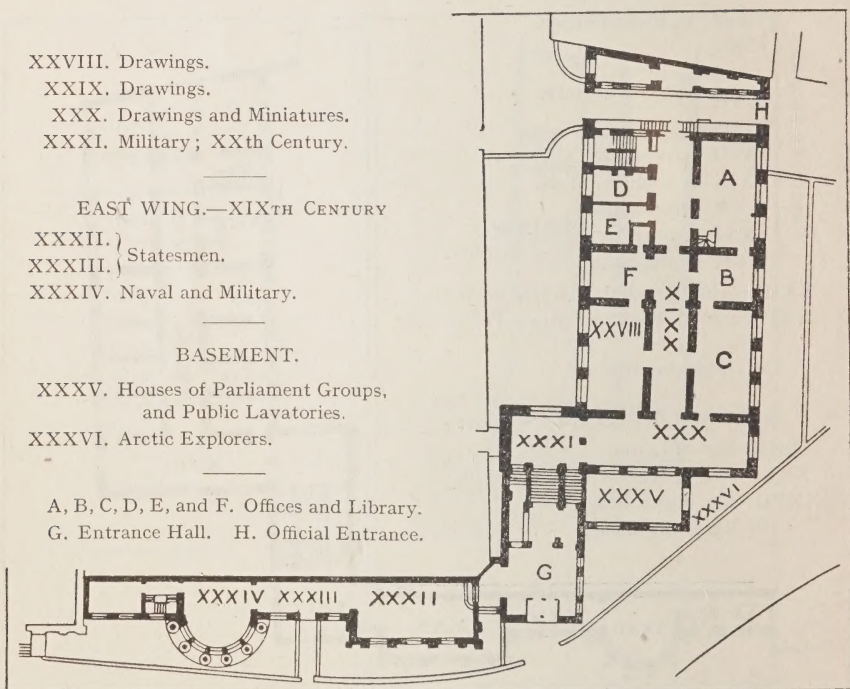 XXVIII. Drawings.
XXIX. Drawings.
XXX. Drawings and Miniatures.
XXXI. Military; XXth Century.
EAST WING.—XIXTH CENTURY
XXXII.
XXXIII. } Statesmen.
XXXIV. Naval and Military.
BASEMENT.
XXXV. Houses of Parliament Groups,
and Public Lavatories.
XXXVI. Arctic Explorers.
A, B, C, D, E, and F. Offices and Library.
G. Entrance Hall. H. Official Entrance.
H
A
D
E
F
B
XXIX
XXVIII
C
XXXI
XXX
XXXV
XXXVI
G
XXXIV
XXXIII
XXXII